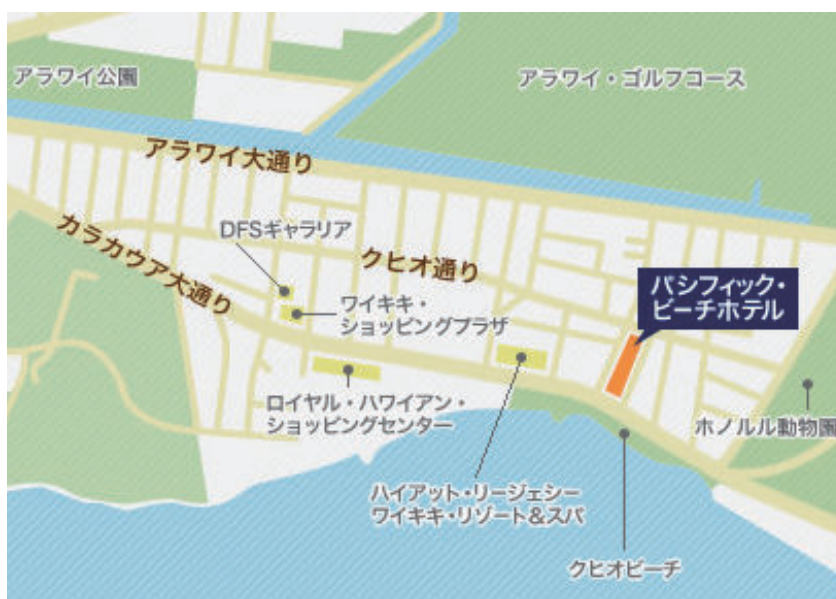 アラワイ公園
アラワイ・ゴルフコース
アラワイ大通り
カラカウア大通り
DFSギャラリア
クヒオ通り
ワイキキ・
ショッピングプラザ
パシフィック・
ビーチホテル
ロイヤル・ハワイアン・
ショッピングセンター
ホノルル動物園
ハイアット・リージェシー
ワイキキ・リゾート&スパ
クヒオビーチ